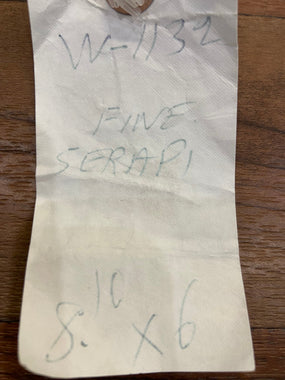 W-1132
FINE
SERAPI
8.10 x 6